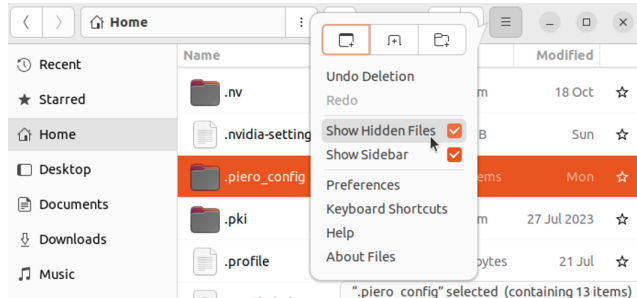 Home
Name
Modified
Recent
Starred
Home
Desktop
Documents
Downloads
Music
.nv
18 Oct
.nvidia-setting
Sun
.piero_config
ems
Mon
.pki
27 Jul 2023
.profile
bytes
21 Jul
Undo Deletion
Redo
Show Hidden Files
Show Sidebar
Preferences
Keyboard Shortcuts
Help
About Files
".piero_config" selected (containing 13 items)